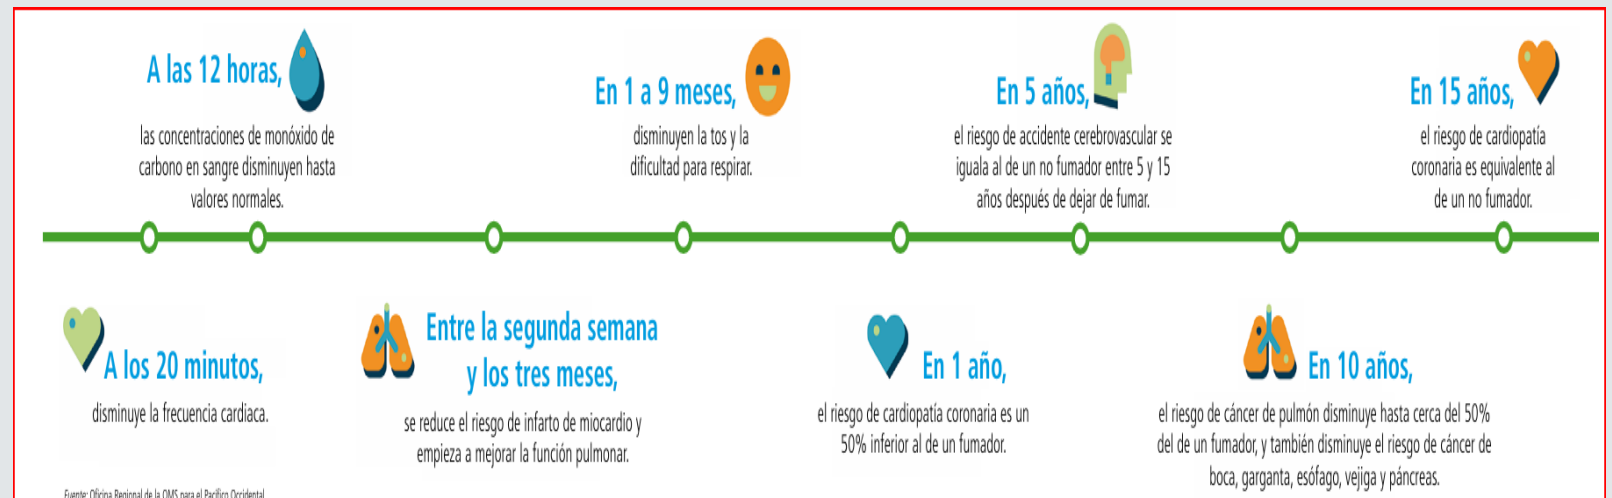 A las 12 horas,
las concentraciones de monóxido de
carbono en sangre disminuyen hasta
valores normales.
En 1 a 9 meses,
disminuyen la tos y la
dificultad para respirar.
En 5 años,
el riesgo de accidente cerebrovascular se
iguala al de un no fumador entre 5 y 15
años después de dejar de fumar.
En 15 años,
el riesgo de cardiopatía
coronaria es equivalente al
de un no fumador.
A los 20 minutos,
disminuye la frecuencia cardiaca.
Entre la segunda semana
y los tres meses,
se reduce el riesgo de infarto de miocardio y
empieza a mejorar la función pulmonar.
En 1 año,
el riesgo de cardiopatía coronaria es un
50% inferior al de un fumador.
En 10 años,
el riesgo de cáncer de pulmón disminuye hasta cerca del 50%
del de un fumador, y también disminuye el riesgo de cáncer de
boca, garganta, esófago, vejiga y páncreas.
Fuente: Oficina Regional de la OMS para el Pacífico Occidental